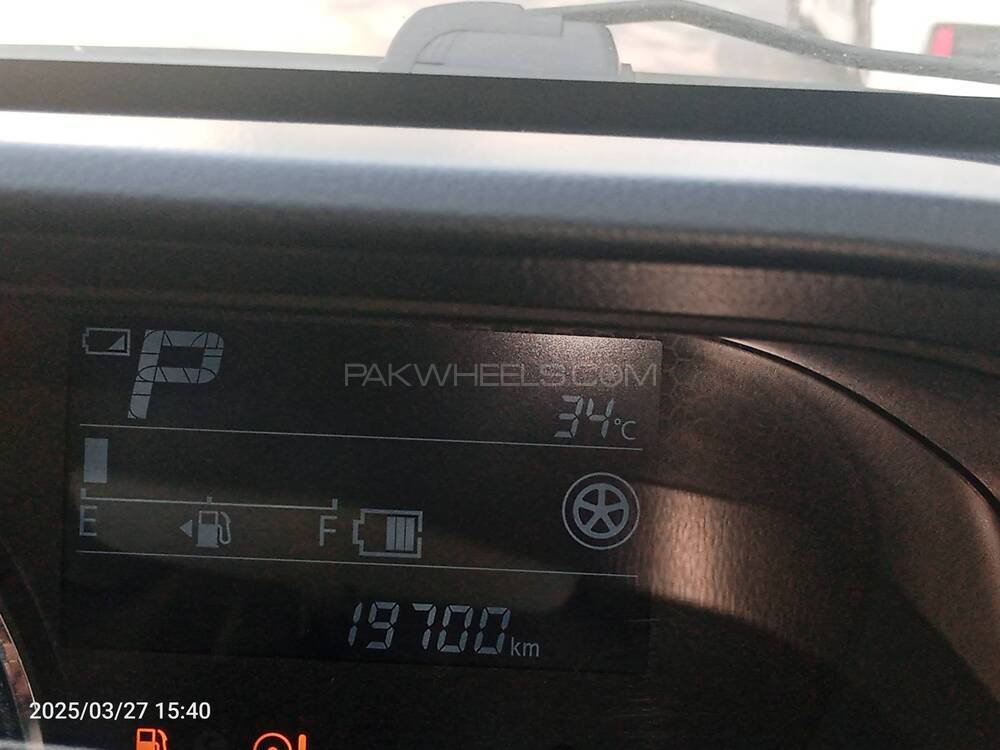 P
PAKWHEELS.COM
34°C
E F
19700 km
2025/03/27 15:40